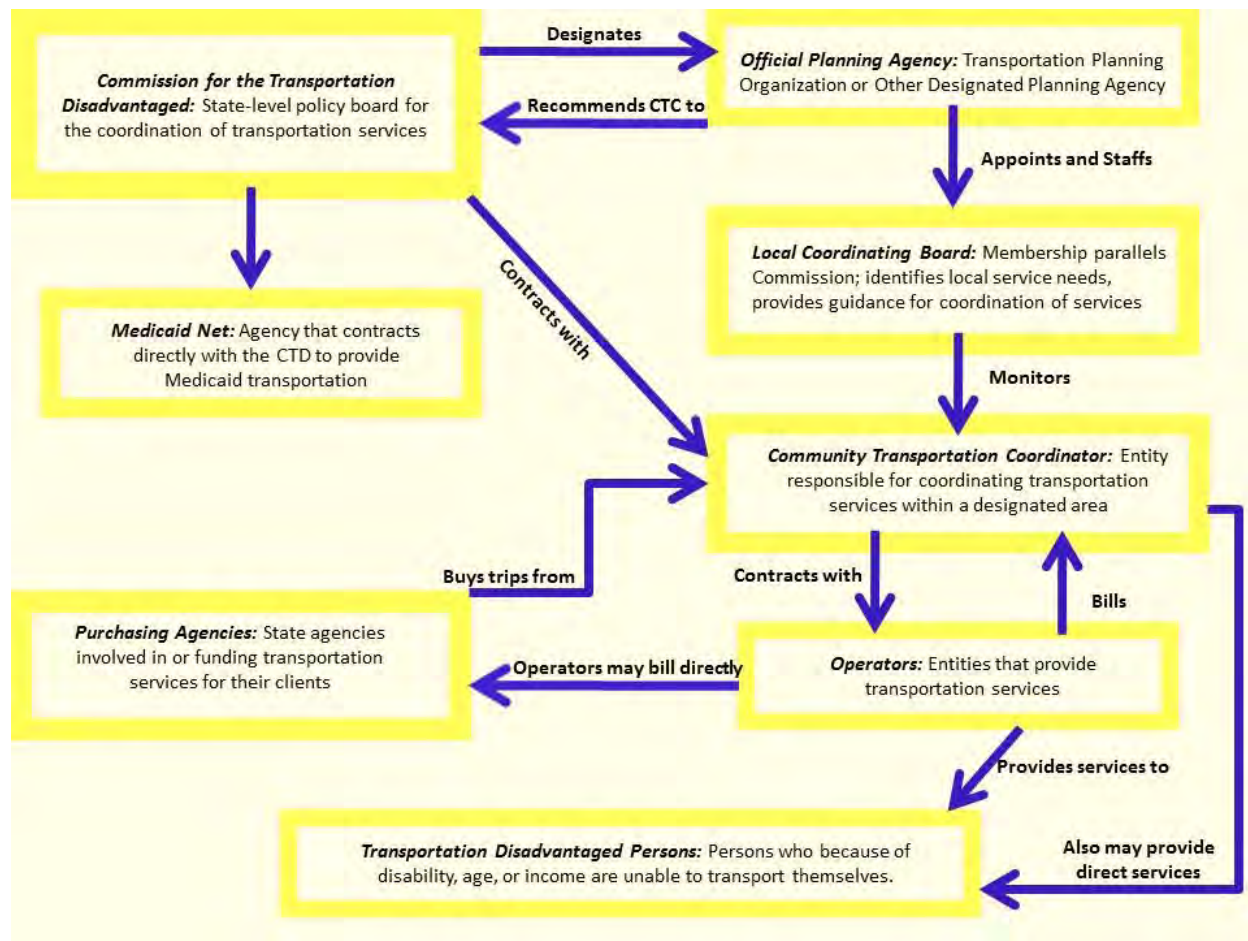 Designates
Commission for the Transportation
Disadvantaged: State-level policy board for
the coordination of transportation services
Official Planning Agency: Transportation Planning
Organization or Other Designated Planning Agency
Recommends CTC to
Appoints and Staffs
Local Coordinating Board: Membership parallels
Commission; identifies local service needs,
provides guidance for coordination of services
Contracts with
Medicaid Net: Agency that contracts
directly with the CTD to provide
Medicaid transportation
Monitors
Community Transportation Coordinator: Entity
responsible for coordinating transportation
services within a designated area
Buys trips from
Contracts with
Bills
Purchasing Agencies: State agencies
involved in or funding transportation
services for their clients
Operators may bill directly
Operators: Entities that provide
transportation services
Provides services to
Transportation Disadvantaged Persons: Persons who because of
disability, age, or income are unable to transport themselves.
Also may provide
direct services